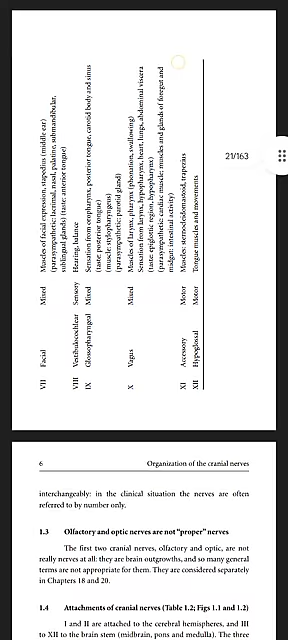 VII Facial Mixed Muscles of facial expression, stapedius (middle ear)
(parasympathetic: lacrimal, nasal, palatine, submandibular,
sublingual glands) (taste: anterior tongue)
VIII Vestibulocochlear Sensory Hearing, balance
IX Glossopharyngeal Mixed Sensation from oropharynx, posterior tongue, carotid body and sinus
(taste: posterior tongue)
(muscle: stylopharyngeus)
(parasympathetic: parotid gland)
X Vagus Mixed Muscles of larynx, pharynx (phonation, swallowing)
Sensation from larynx, hypopharynx, heart, lungs, abdominal viscera
(taste: epiglottic region, hypopharynx)
(parasympathetic: cardiac muscle; muscles and glands of foregut and
midgut: intestinal activity)
XI Accessory Motor Muscles: sternocleidomastoid, trapezius
XII Hypoglossal Motor Tongue muscles and movements
21/163
6 Organization of the cranial nerves
interchangeably: in the clinical situation the nerves are often
referred to by number only.
1.3 Olfactory and optic nerves are not “proper” nerves
The first two cranial nerves, olfactory and optic, are not
really nerves at all: they are brain outgrowths, and so many general
terms are not appropriate for them. They are considered separately
in Chapters 18 and 20.
1.4 Attachments of cranial nerves (Table 1.2; Figs 1.1 and 1.2)
I and II are attached to the cerebral hemispheres, and III
to XII to the brain stem (midbrain, pons and medulla). The three